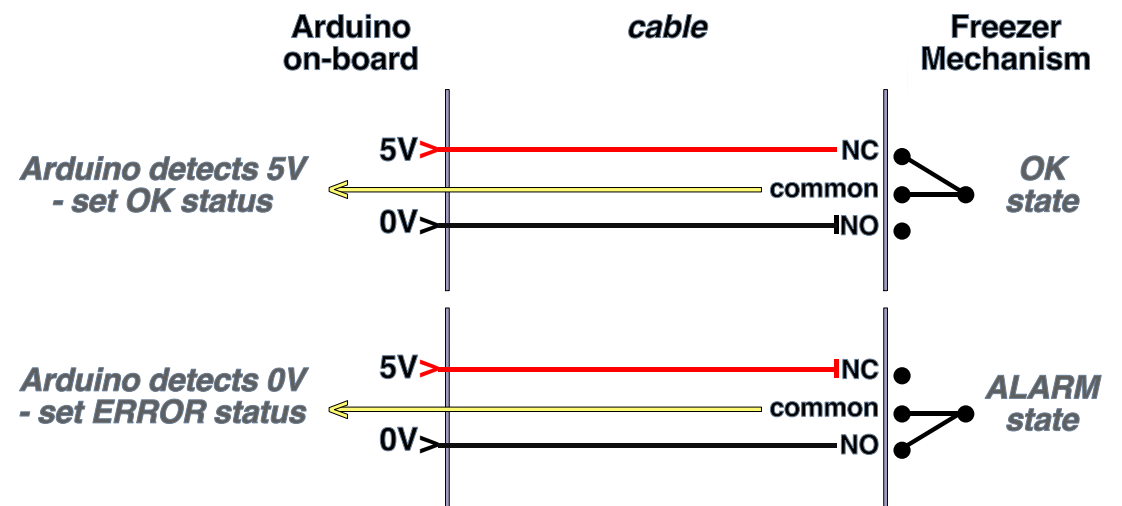 Arduino
on-board
cable
Freezer
Mechanism
5V
NC
Arduino detects 5V
- set OK status
common
OK
state
0V
NO
5V
NC
Arduino detects 0V
- set ERROR status
common
ALARM
state
0V
NO